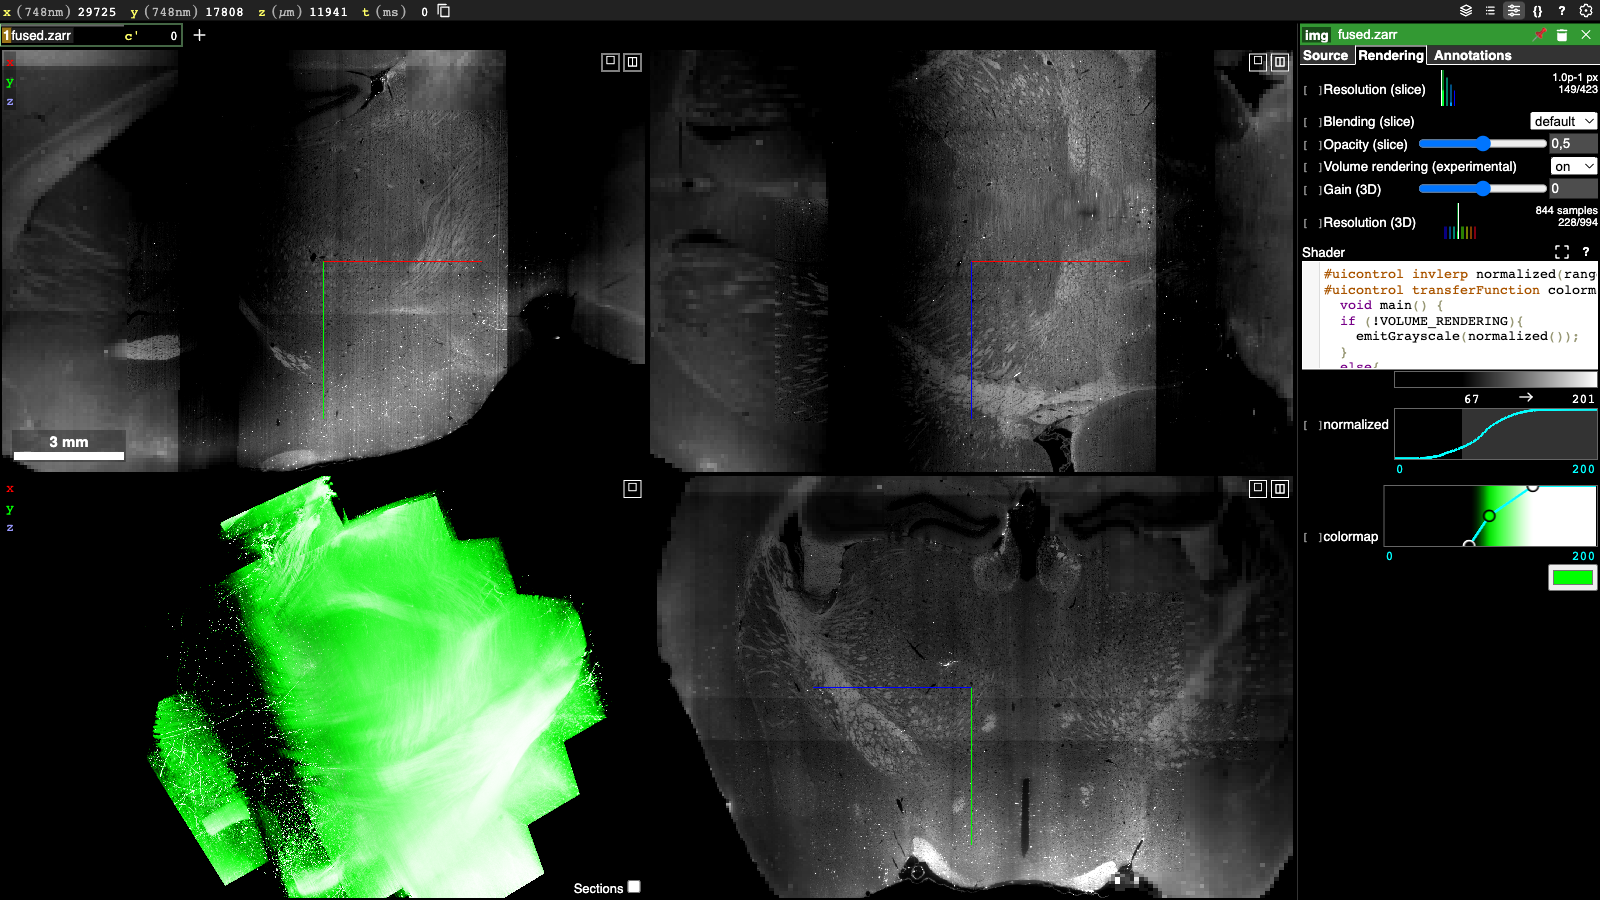 x (748nm) 29725 y (748nm) 17808 z (μm) 11941 t (ms) 0
{} ?
1 fused.zarr c' 0 +
img fused.zarr
Source Rendering Annotations
x
y
z
[ ] Resolution (slice) 1.0p-1 px
149/423
[ ] Blending (slice) default
[ ] Opacity (slice) 0,5
[ ] Volume rendering (experimental) on
[ ] Gain (3D) 0
[ ] Resolution (3D) 844 samples
228/994
Shader ?
#uicontrol invlerp normalized(rang
#uicontrol transferFunction colorm
void main() {
if (!VOLUME_RENDERING){
emitGrayscale(normalized());
}
else{
67 → 201
[ ] normalized
0 200
3 mm
x
y
z
[ ] colormap
0 200
Sections